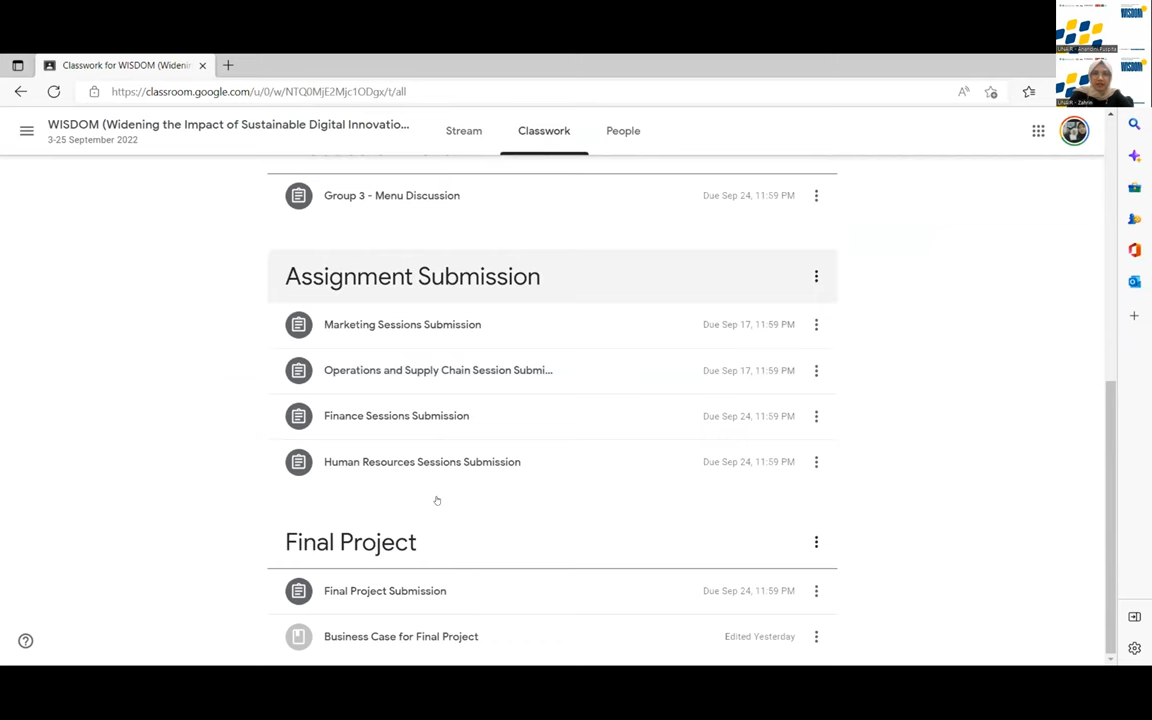 WISDOM
Classwork for WISDOM (Widenin
https://classroom.google.com/u/0/w/NTQ0MjE2Mjc1ODgx/t/all
WISDOM
WISDOM (Widening the Impact of Sustainable Digital Innovatio...
3-25 September 2022
Stream
Classwork
People
Group 3 - Menu Discussion
Due Sep 24, 11:59 PM
Assignment Submission
Marketing Sessions Submission
Due Sep 17, 11:59 PM
Operations and Supply Chain Session Submi...
Due Sep 17, 11:59 PM
Finance Sessions Submission
Due Sep 24, 11:59 PM
Human Resources Sessions Submission
Due Sep 24, 11:59 PM
Final Project
Final Project Submission
Due Sep 24, 11:59 PM
Business Case for Final Project
Edited Yesterday